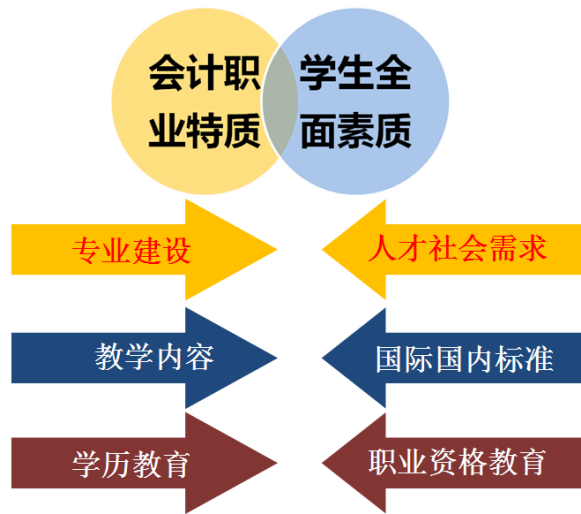 会计职
业特质
学生全
面素质
专业建设
人才社会需求
教学内容
国际国内标准
学历教育
职业资格教育